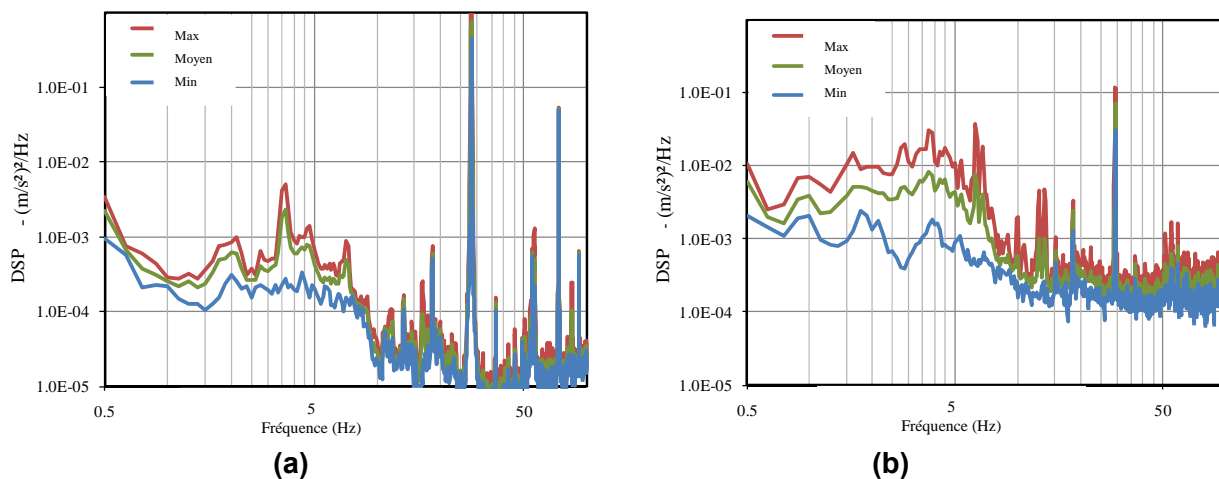 Max
Moyen
Min
1.0E-01
1.0E-02
1.0E-03
1.0E-04
1.0E-05
DSP - (m/s²)²/Hz
0.5 5 50
Fréquence (Hz)
(a)
Max
Moyen
Min
1.0E-01
1.0E-02
1.0E-03
1.0E-04
1.0E-05
DSP - (m/s²)²/Hz
0.5 5 50
Fréquence (Hz)
(b)